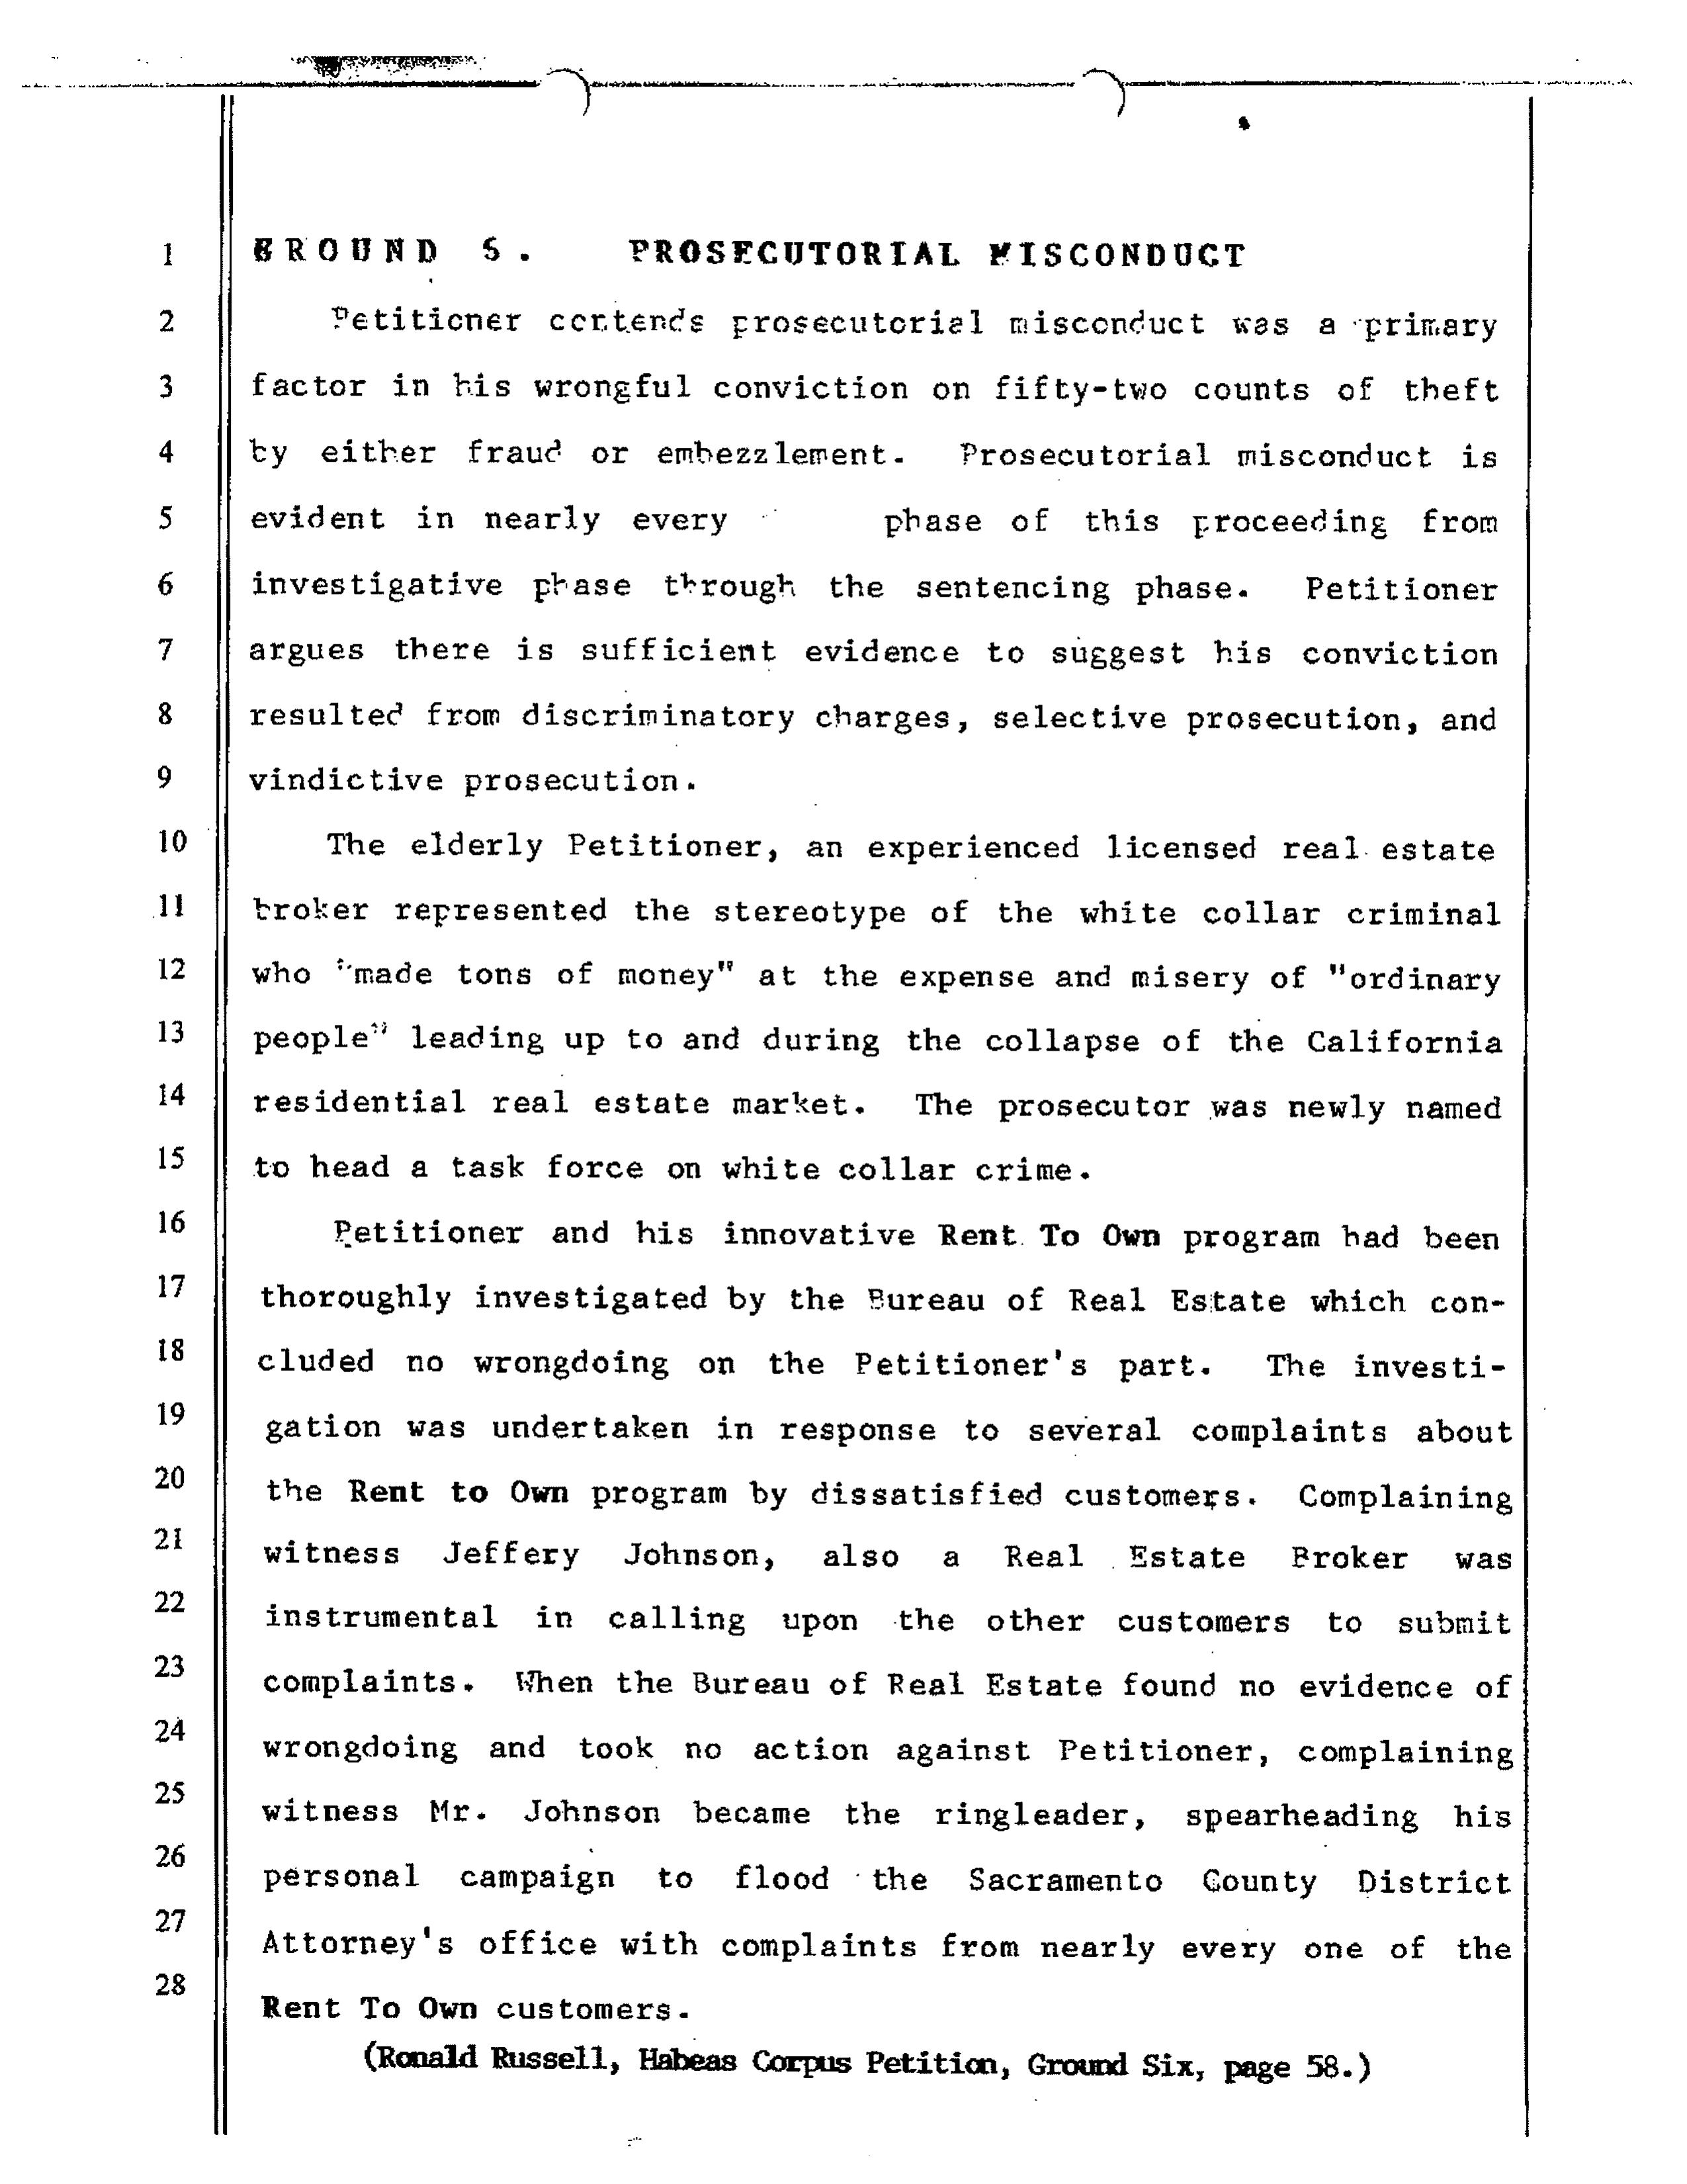 1 GROUND 6. PROSECUTORIAL MISCONDUCT
2 Petitioner contends prosecutorial misconduct was a primary
3 factor in his wrongful conviction on fifty-two counts of theft
4 by either fraud or embezzlement. Prosecutorial misconduct is
5 evident in nearly every phase of this proceeding from
6 investigative phase through the sentencing phase. Petitioner
7 argues there is sufficient evidence to suggest his conviction
8 resulted from discriminatory charges, selective prosecution, and
9 vindictive prosecution.
10 The elderly Petitioner, an experienced licensed real estate
11 broker represented the stereotype of the white collar criminal
12 who "made tons of money" at the expense and misery of "ordinary
13 people" leading up to and during the collapse of the California
14 residential real estate market. The prosecutor was newly named
15 to head a task force on white collar crime.
16 Petitioner and his innovative Rent To Own program had been
17 thoroughly investigated by the Bureau of Real Estate which con-
18 cluded no wrongdoing on the Petitioner's part. The investi-
19 gation was undertaken in response to several complaints about
20 the Rent to Own program by dissatisfied customers. Complaining
21 witness Jeffery Johnson, also a Real Estate Broker was
22 instrumental in calling upon the other customers to submit
23 complaints. When the Bureau of Real Estate found no evidence of
24 wrongdoing and took no action against Petitioner, complaining
25 witness Mr. Johnson became the ringleader, spearheading his
26 personal campaign to flood the Sacramento County District
27 Attorney's office with complaints from nearly every one of the
28 Rent To Own customers.
(Ronald Russell, Habeas Corpus Petition, Ground Six, page 58.)